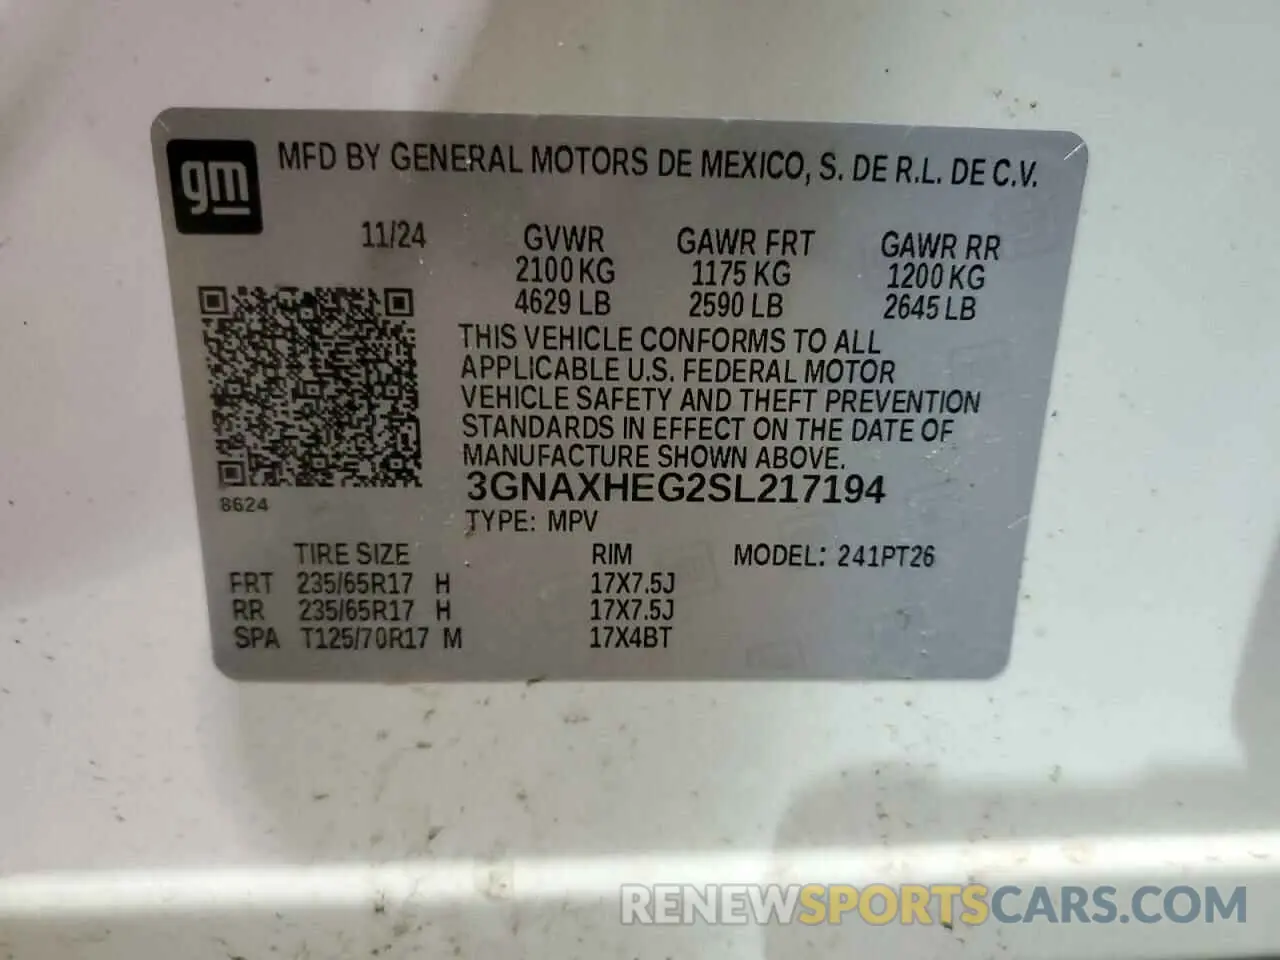 gm
MFD BY GENERAL MOTORS DE MEXICO, S. DE R.L. DE C.V.
11/24 GVWR GAWR FRT GAWR RR
2100 KG 1175 KG 1200 KG
4629 LB 2590 LB 2645 LB
THIS VEHICLE CONFORMS TO ALL
APPLICABLE U.S. FEDERAL MOTOR
VEHICLE SAFETY AND THEFT PREVENTION
STANDARDS IN EFFECT ON THE DATE OF
MANUFACTURE SHOWN ABOVE.
3GNAXHEG2SL217194
8624
TYPE: MPV
TIRE SIZE RIM MODEL: 241PT26
FRT 235/65R17 H 17X7.5J
RR 235/65R17 H 17X7.5J
SPA T125/70R17 M 17X4BT
RENEWSPORTSCARS.COM